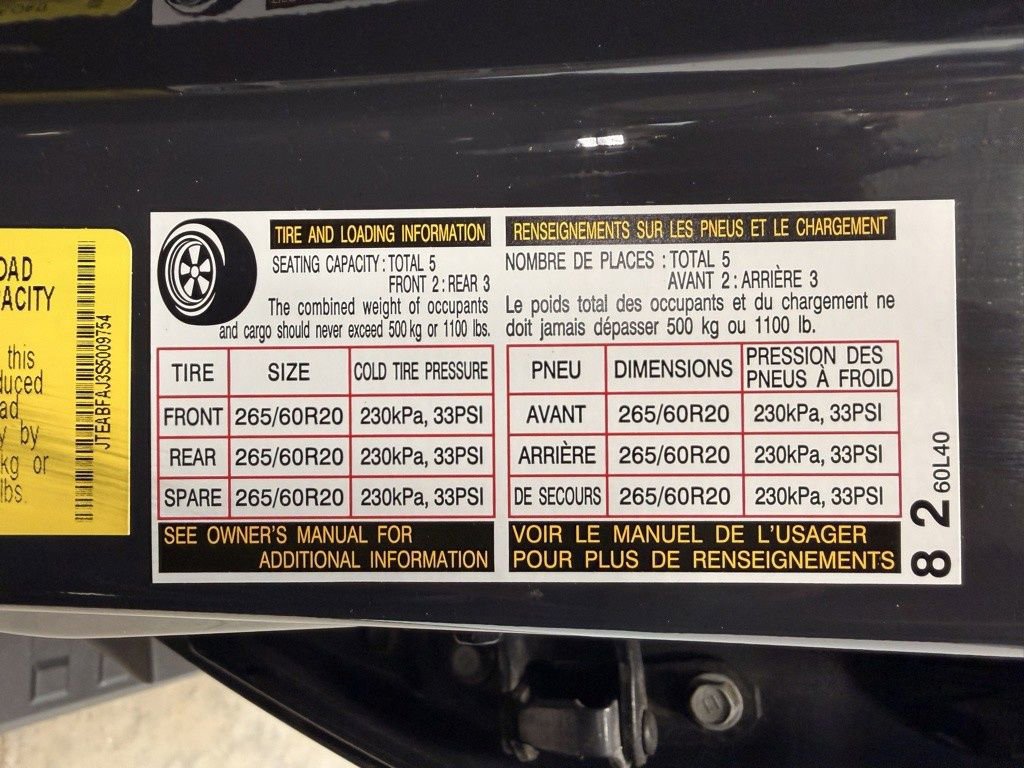 OAD
ACITY
this
duced
ad
y by
kg or
lbs.
JTEABFAJ3S5009754
TIRE AND LOADING INFORMATION
SEATING CAPACITY : TOTAL 5
FRONT 2 : REAR 3
The combined weight of occupants
and cargo should never exceed 500 kg or 1100 lbs.
TIRE SIZE COLD TIRE PRESSURE
FRONT 265/60R20 230kPa, 33PSI
REAR 265/60R20 230kPa, 33PSI
SPARE 265/60R20 230kPa, 33PSI
SEE OWNER'S MANUAL FOR
ADDITIONAL INFORMATION
RENSEIGNEMENTS SUR LES PNEUS ET LE CHARGEMENT
NOMBRE DE PLACES : TOTAL 5
AVANT 2 : ARRIÈRE 3
Le poids total des occupants et du chargement ne
doit jamais dépasser 500 kg ou 1100 lb.
PNEU DIMENSIONS PRESSION DES
PNEUS À FROID
AVANT 265/60R20 230kPa, 33PSI
ARRIÈRE 265/60R20 230kPa, 33PSI
DE SECOURS 265/60R20 230kPa, 33PSI
VOIR LE MANUEL DE L'USAGER
POUR PLUS DE RENSEIGNEMENTS
8 2 60L40